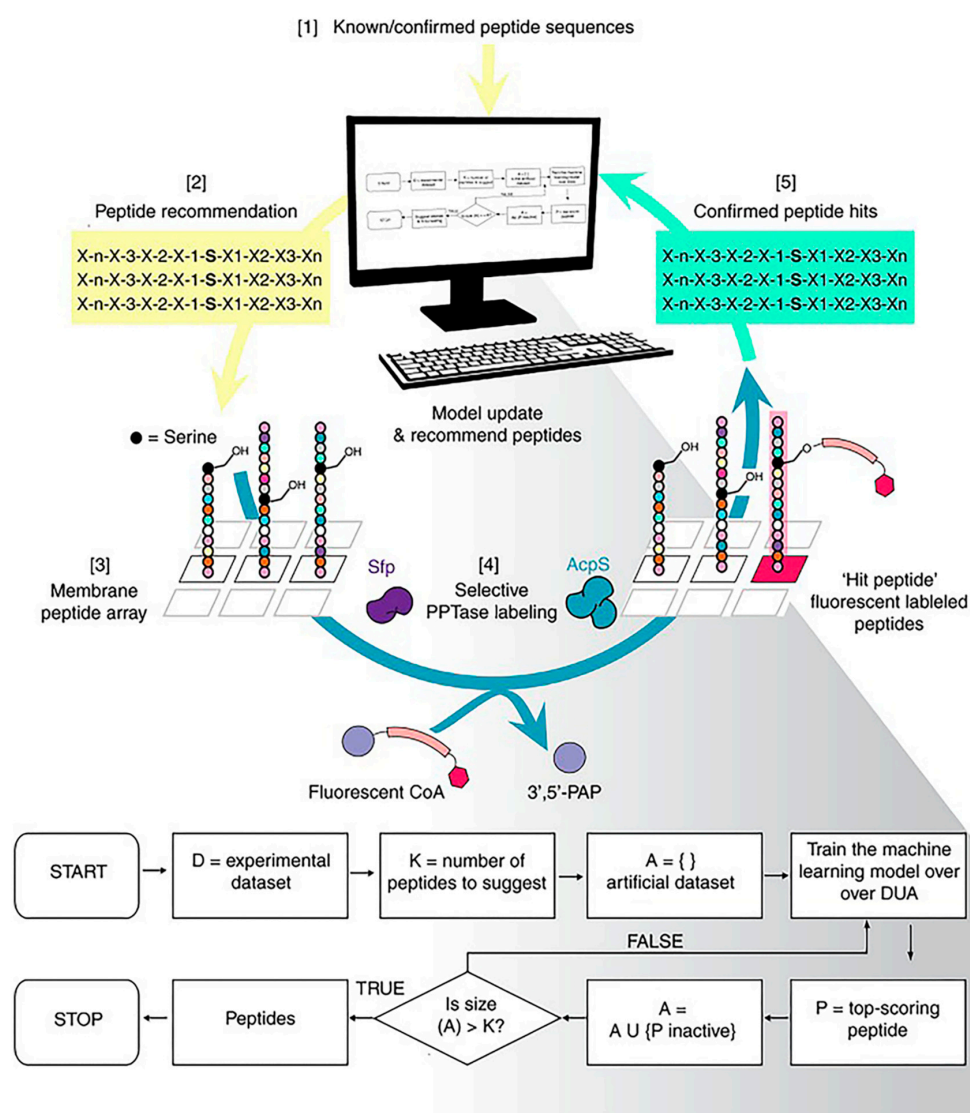 [1] Known/confirmed peptide sequences
[2]
Peptide recommendation
X-n-X-3-X-2-X-1-S-X1-X2-X3-Xn
X-n-X-3-X-2-X-1-S-X1-X2-X3-Xn
X-n-X-3-X-2-X-1-S-X1-X2-X3-Xn
[5]
Confirmed peptide hits
X-n-X-3-X-2-X-1-S-X1-X2-X3-Xn
X-n-X-3-X-2-X-1-S-X1-X2-X3-Xn
X-n-X-3-X-2-X-1-S-X1-X2-X3-Xn
Model update
& recommend peptides
= Serine
OH
OH
OH
OH
OH
O
[3]
Membrane
peptide array
Sfp
[4]
Selective
PPTase labeling
AcpS
'Hit peptide'
fluorescent lableled
peptides
Fluorescent CoA
3',5'-PAP
START
D = experimental
dataset
K = number of
peptides to suggest
A = { }
artificial dataset
Train the machine
learning model over
over DUA
FALSE
TRUE
STOP
Peptides
Is size
(A) > K?
A =
A U {P inactive}
P = top-scoring
peptide